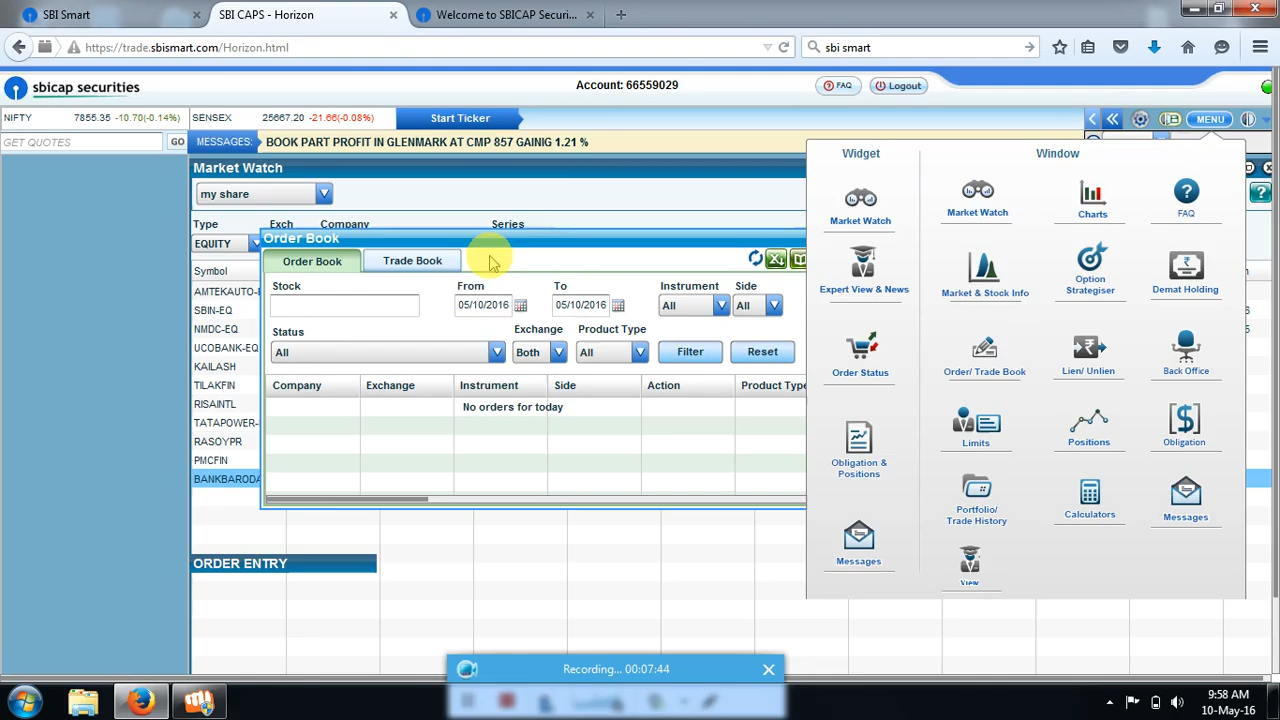 SBI Smart
SBI CAPS - Horizon
Welcome to SBICAP Securi...
https://trade.sbismart.com/Horizon.html
sbi smart
sbicap securities
Account: 66559029
FAQ
Logout
NIFTY 7855.35 -10.70(-0.14%)
SENSEX 25667.20 -21.66(-0.08%)
Start Ticker
MENU
GET QUOTES
GO
MESSAGES:
BOOK PART PROFIT IN GLENMARK AT CMP 857 GAINIG 1.21 %
Market Watch
my share
Type Exch Company Series
EQUITY
Symbol
SBIN-EQ
NMDC-EQ
KAILASH
TILAKFIN
RISAINTL
TATAPOWER-
RASOYPR
PMCFIN
BANKBARODA
ORDER ENTRY
Order Book
Order Book
Trade Book
Stock From To Instrument Side
05/10/2016 05/10/2016 All All
Status Exchange Product Type
All Both All Filter Reset
Company Exchange Instrument Side Action Product Type
No orders for today
Widget
Window
Market Watch
Expert View & News
Order Status
Obligation &
Positions
Messages
Market Watch
Charts
FAQ
Market & Stock Info
Option
Strategiser
Demat Holding
Order/ Trade Book
Lien/ Unlien
Back Office
Limits
Positions
Obligation
Portfolio/
Trade History
Calculators
Messages
View
Recording... 00:07:44
9:58 AM
10-May-16